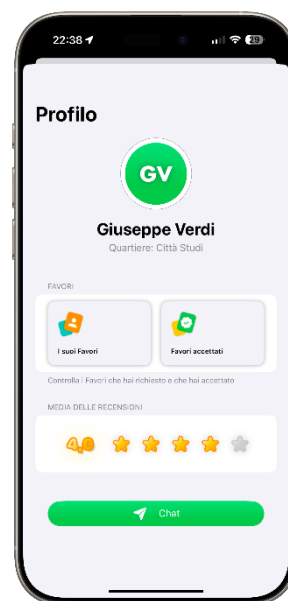 22:38
29
Profilo
GV
Giuseppe Verdi
Quartiere: Città Studi
FAVORI
I suoi Favori
Favori accettati
Controlla i Favori che hai richiesto e che hai accettato
MEDIA DELLE RECENSIONI
4,0
Chat